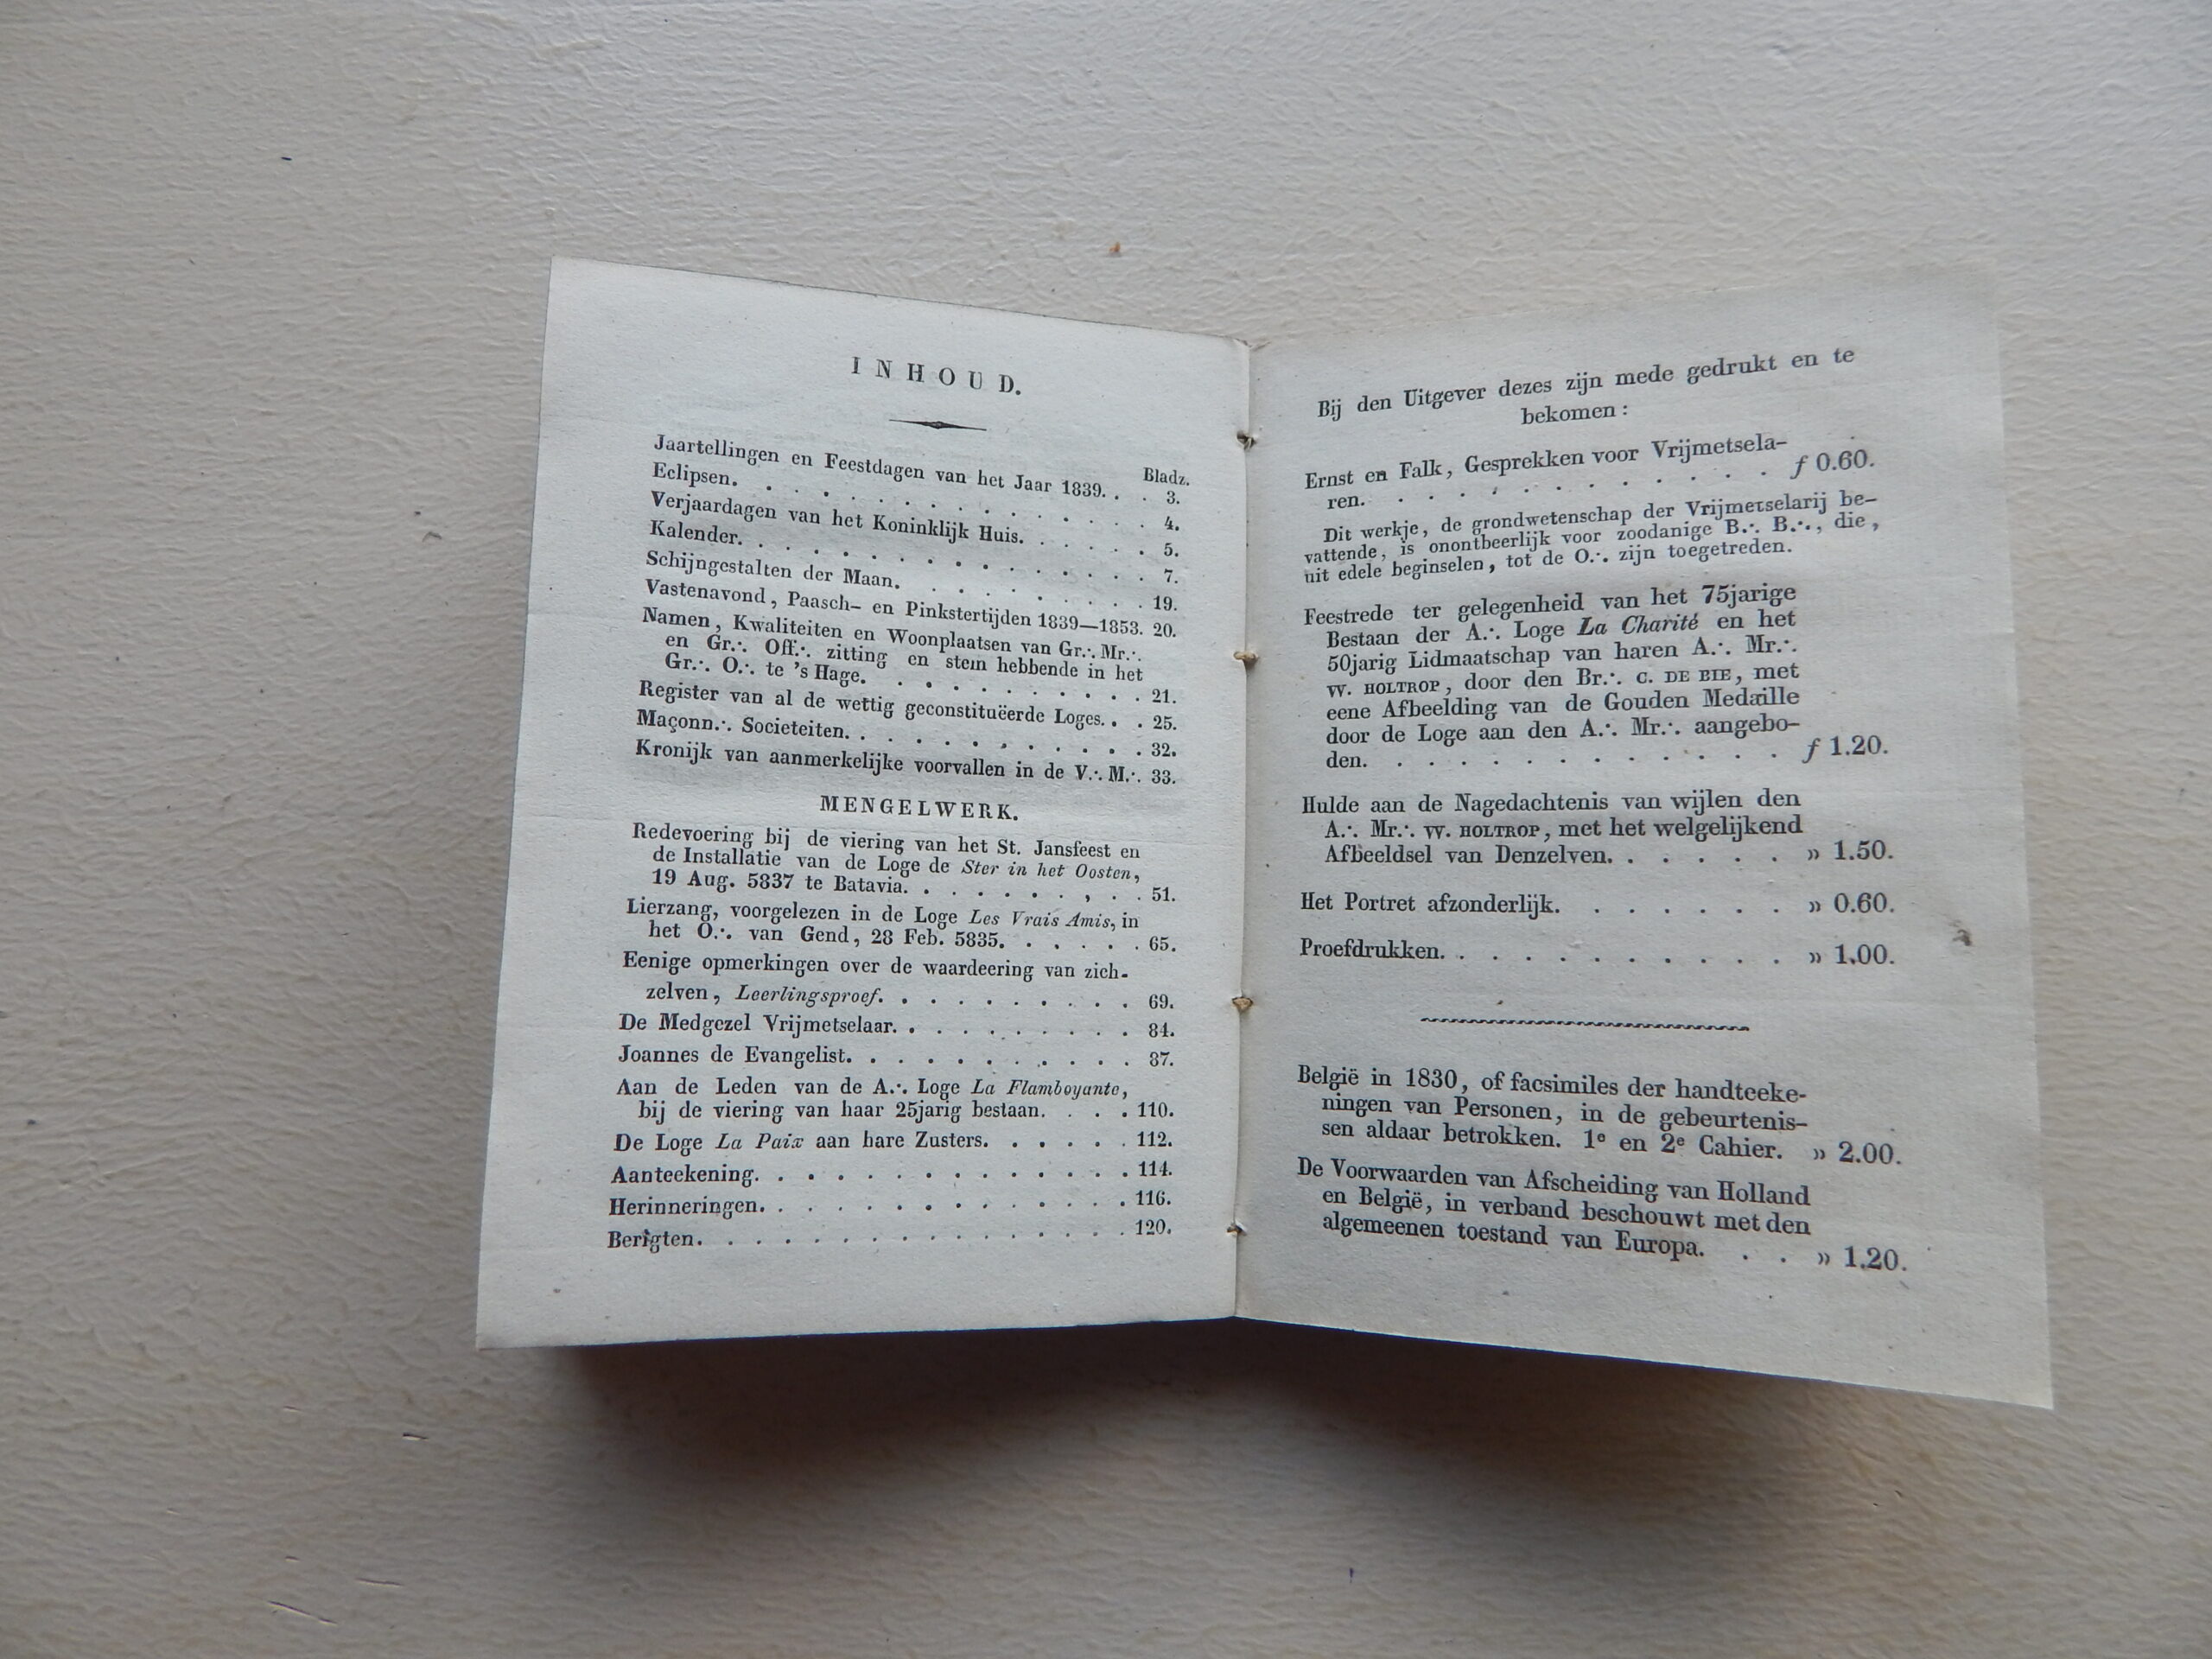 INHOUD.
Bladz.
Jaartellingen en Feestdagen van het Jaar 1839. . . 3.
Eclipsen. . . . . . . . . . . . . . 4.
Verjaardagen van het Koninklijk Huis. . . . . . 5.
Kalender. . . . . . . . . . . . . . 7.
Schijngestalten der Maan. . . . . . . . . . 19.
Vastenavond, Paasch- en Pinkstertijden 1839—1853. 20.
Namen, Kwaliteiten en Woonplaatsen van Gr∴ Mr∴
en Gr∴ Off∴ zitting en stem hebbende in het
Gr∴ O∴ te 's Hage. . . . . . . . . . . 21.
Register van al de wettig geconstituëerde Loges. . . 25.
Maçonn∴ Societeiten. . . . . . . . . . . 32.
Kronijk van aanmerkelijke voorvallen in de V∴ M∴ 33.
MENGELWERK.
Redevoering bij de viering van het St. Jansfeest en
de Installatie van de Loge de Ster in het Oosten,
19 Aug. 5837 te Batavia. . . . . . . , . . 51.
Lierzang, voorgelezen in de Loge Les Vrais Amis, in
het O∴ van Gend, 28 Feb. 5835. . . . . . 65.
Eenige opmerkingen over de waardeering van zich-
zelven, Leerlingsproef. . . . . . . . . . 69.
De Medgezel Vrijmetselaar. . . . . . . . . . 84.
Joannes de Evangelist. . . . . . . . . . . 87.
Aan de Leden van de A∴ Loge La Flamboyante,
bij de viering van haar 25jarig bestaan. . . . . 110.
De Loge La Paix aan hare Zusters. . . . . . 112.
Aanteekening. . . . . . . . . . . . . 114.
Herinneringen. . . . . . . . . . . . . 116.
Berigten. . . . . . . . . . . . . . . 120.
Bij den Uitgever dezes zijn mede gedrukt en te
bekomen:
Ernst en Falk, Gesprekken voor Vrijmetsela-
ren. . . . . . . . . . . . . ƒ 0.60.
Dit werkje, de grondwetenschap der Vrijmetselarij be-
vattende, is onontbeerlijk voor zoodanige B∴ B∴, die,
uit edele beginselen, tot de O∴ zijn toegetreden.
Feestrede ter gelegenheid van het 75jarige
Bestaan der A∴ Loge La Charité en het
50jarig Lidmaatschap van haren A∴ Mr∴
W. HOLTROP, door den Br∴ C. DE BIE, met
eene Afbeelding van de Gouden Medaille
door de Loge aan den A∴ Mr∴ aangebo-
den. . . . . . . . . . . . . ƒ 1.20.
Hulde aan de Nagedachtenis van wijlen den
A∴ Mr∴ W. HOLTROP, met het welgelijkend
Afbeeldsel van Denzelven. . . . . . » 1.50.
Het Portret afzonderlijk. . . . . . . » 0.60.
Proefdrukken. . . . . . . . . . . » 1.00.
België in 1830, of facsimiles der handteeke-
ningen van Personen, in de gebeurtenis-
sen aldaar betrokken. 1e en 2e Cahier. » 2.00.
De Voorwaarden van Afscheiding van Holland
en België, in verband beschouwt met den
algemeenen toestand van Europa. . . » 1.20.